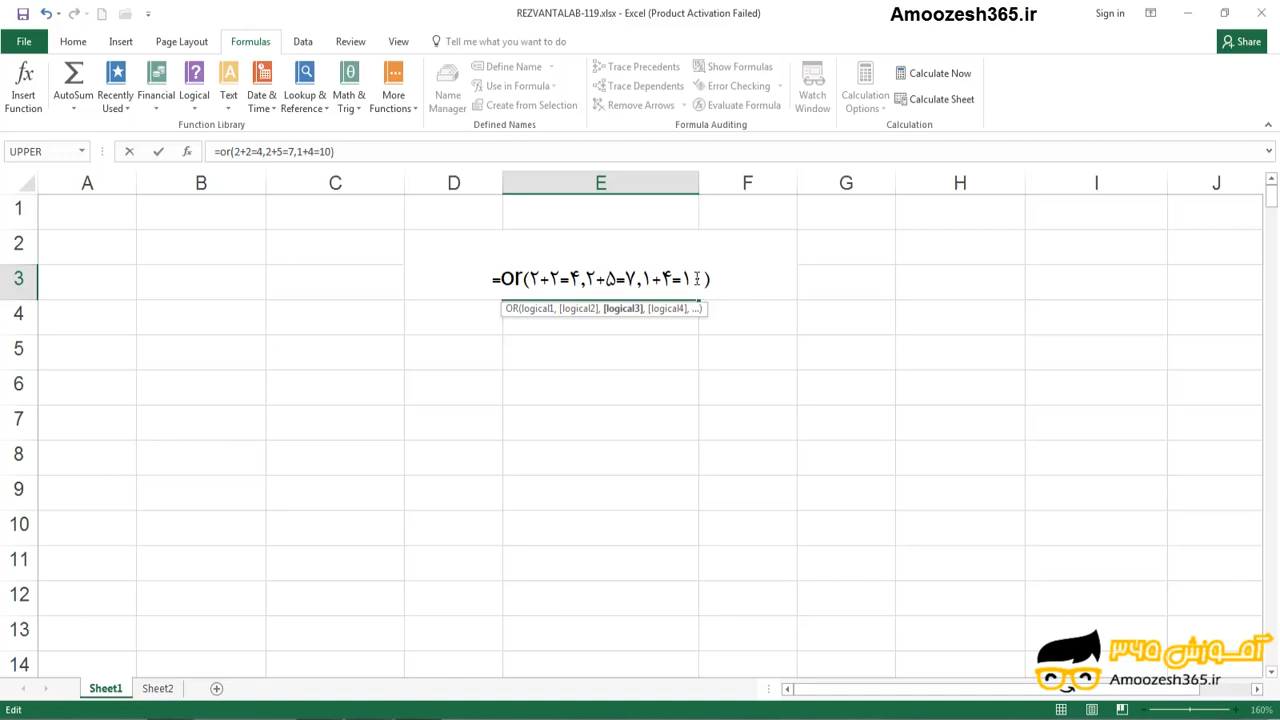 REZVANTALAB-119.xlsx - Excel (Product Activation Failed)
Amoozesh365.ir
Sign in
File Home Insert Page Layout Formulas Data Review View Tell me what you want to do Share
Insert Function
AutoSum
Recently Used
Financial
Logical
Text
Date & Time
Lookup & Reference
Math & Trig
More Functions
Function Library
Name Manager
Define Name
Use in Formula
Create from Selection
Defined Names
Trace Precedents
Trace Dependents
Remove Arrows
Show Formulas
Error Checking
Evaluate Formula
Formula Auditing
Watch Window
Calculation Options
Calculate Now
Calculate Sheet
Calculation
UPPER fx =or(2+2=4,2+5=7,1+4=10)
A B C D E F G H I J
1
2
3 =or(۲+۲=۴,۲+۵=۷,۱+۴=۱۰)
OR(logical1, [logical2], [logical3], [logical4], ...)
4
5
6
7
8
9
10
11
12
13
14
آموزش ۳۶۵
Amoozesh365.ir
Sheet1 Sheet2
Edit 160%